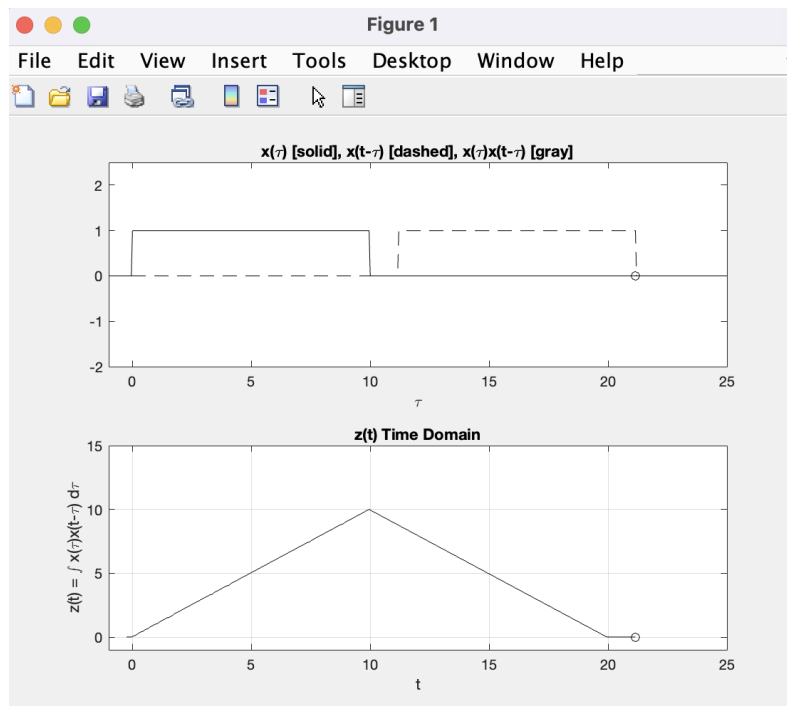 Figure 1
File Edit View Insert Tools Desktop Window Help
x(τ) [solid], x(t-τ) [dashed], x(τ)x(t-τ) [gray]
2
1
0
-1
-2
0 5 10 15 20 25
τ
z(t) Time Domain
15
10
5
0
z(t) = ∫ x(τ)x(t-τ) dτ
0 5 10 15 20 25
t